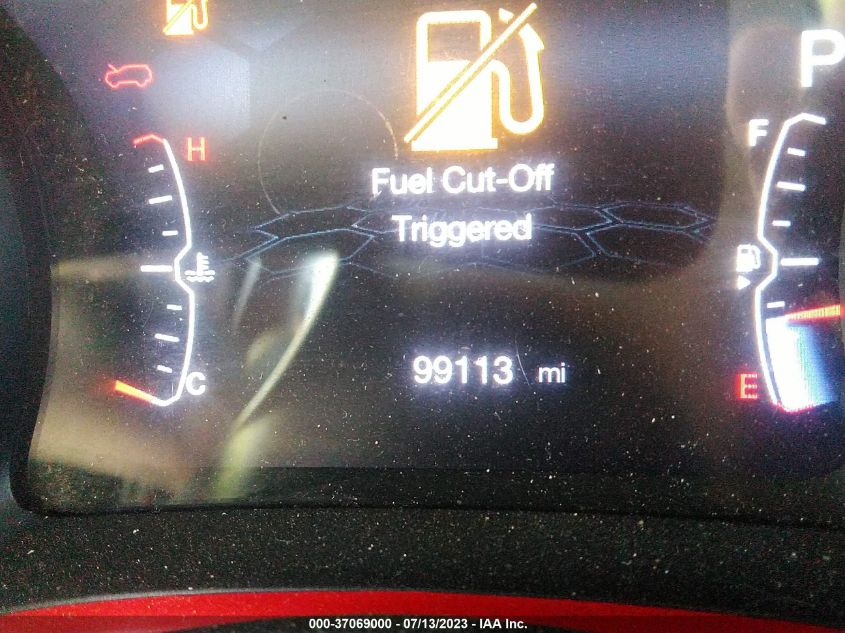 P
H
F
Fuel Cut-Off
Triggered
99113 mi
C
E
000-37069000 - 07/13/2023 - IAA Inc.